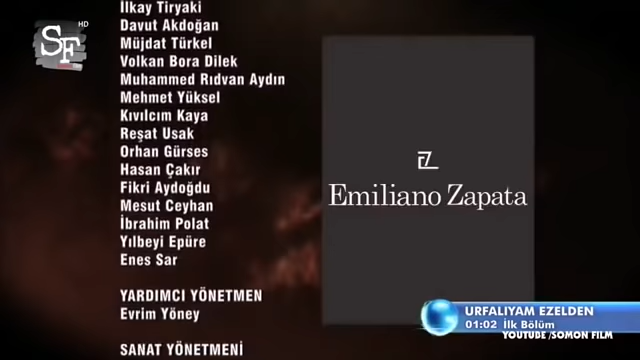 SF HD
İlkay Tiryaki
Davut Akdoğan
Müjdat Türkel
Volkan Bora Dilek
Muhammed Rıdvan Aydın
Mehmet Yüksel
Kıvılcım Kaya
Reşat Usak
Orhan Gürses
Hasan Çakır
Fikri Aydoğdu
Mesut Ceyhan
İbrahim Polat
Yılbeyi Epüre
Enes Sar
YARDIMCI YÖNETMEN
Evrim Yöney
SANAT YÖNETMENİ
EZ
Emiliano Zapata
URFALIYAM EZELDEN
01:02 İlk Bölüm
YOUTUBE /SOMON FILM